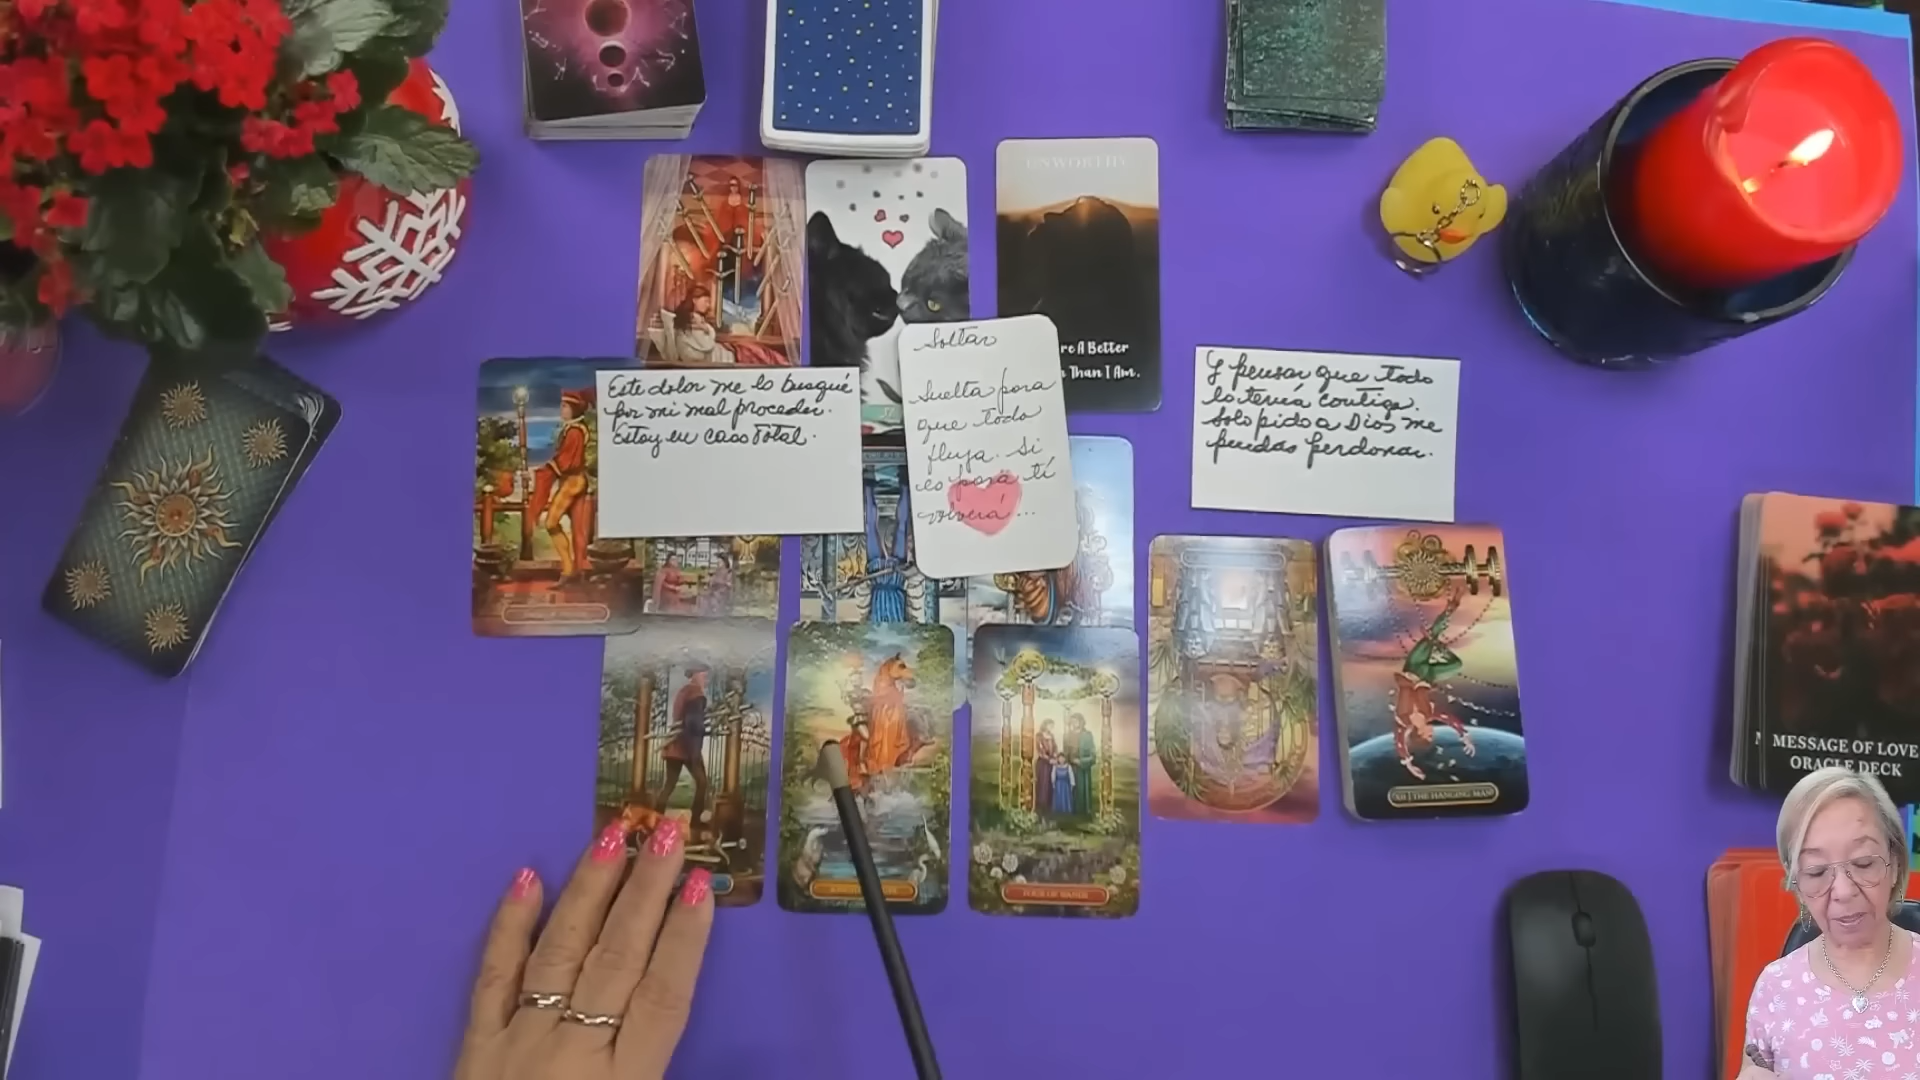 UNWORTHY
re A Better
Than I Am.
Soltar
Suelta para
que todo
fluya. Si
es para ti
volverá...
Este dolor me lo busqué
por mi mal proceder.
Estoy en caos total.
Y pensar que todo
lo tenía contigo.
Solo pido a Dios me
puedas perdonar.
FOUR OF WANDS
XII | THE HANGING MAN
MESSAGE OF LOVE
ORACLE DECK